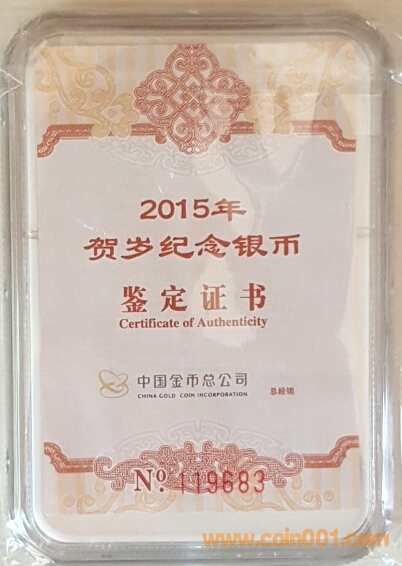 2015年
贺岁纪念银币
鉴定证书
Certificate of Authenticity
中国金币总公司
CHINA GOLD COIN INCORPORATION
总经销
No. 119683
www.coin001.com